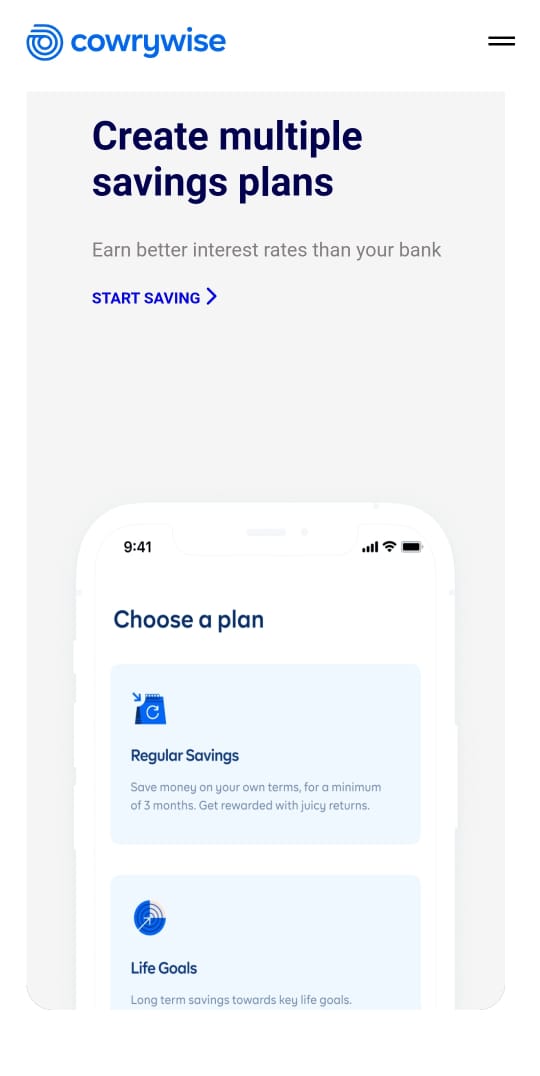 cowrywise
Create multiple
savings plans
Earn better interest rates than your bank
START SAVING
9:41
Choose a plan
Regular Savings
Save money on your own terms, for a minimum
of 3 months. Get rewarded with juicy returns.
Life Goals
Long term savings towards key life goals.